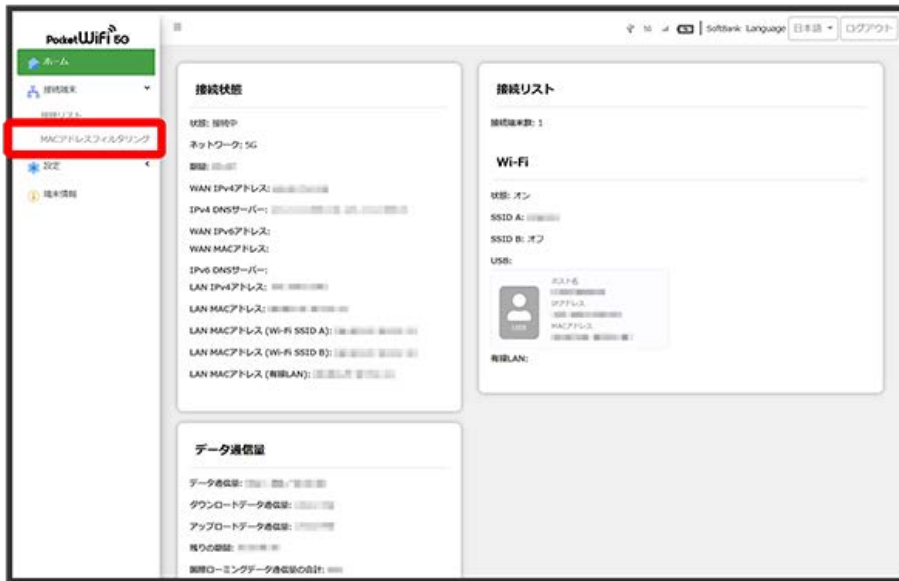 Pocket WiFi 5G
5G SoftBank Language 日本語 ログアウト
ホーム
接続端末
接続リスト
MACアドレスフィルタリング
設定
端末情報
接続状態
状態: 接続中
ネットワーク: 5G
期間:
WAN IPv4アドレス:
IPv4 DNSサーバー:
WAN IPv6アドレス:
WAN MACアドレス:
IPv6 DNSサーバー:
LAN IPv4アドレス:
LAN MACアドレス:
LAN MACアドレス (Wi-Fi SSID A):
LAN MACアドレス (Wi-Fi SSID B):
LAN MACアドレス (有線LAN):
データ通信量
データ通信量:
ダウンロードデータ通信量:
アップロードデータ通信量:
残りの期間:
国際ローミングデータ通信量の合計:
接続リスト
接続端末数: 1
Wi-Fi
状態: オン
SSID A:
SSID B: オフ
USB:
USB
ホスト名
IPアドレス
MACアドレス
有線LAN: